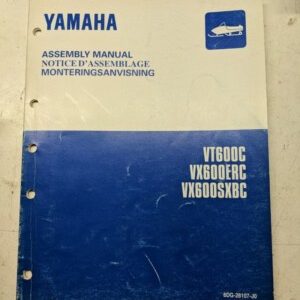 YAMAHA
ASSEMBLY MANUAL
NOTICE D'ASSEMBLAGE
MONTERINGSANVISNING
VT600C
VX600ERC
VX600SXBC
8DG-28107-J0